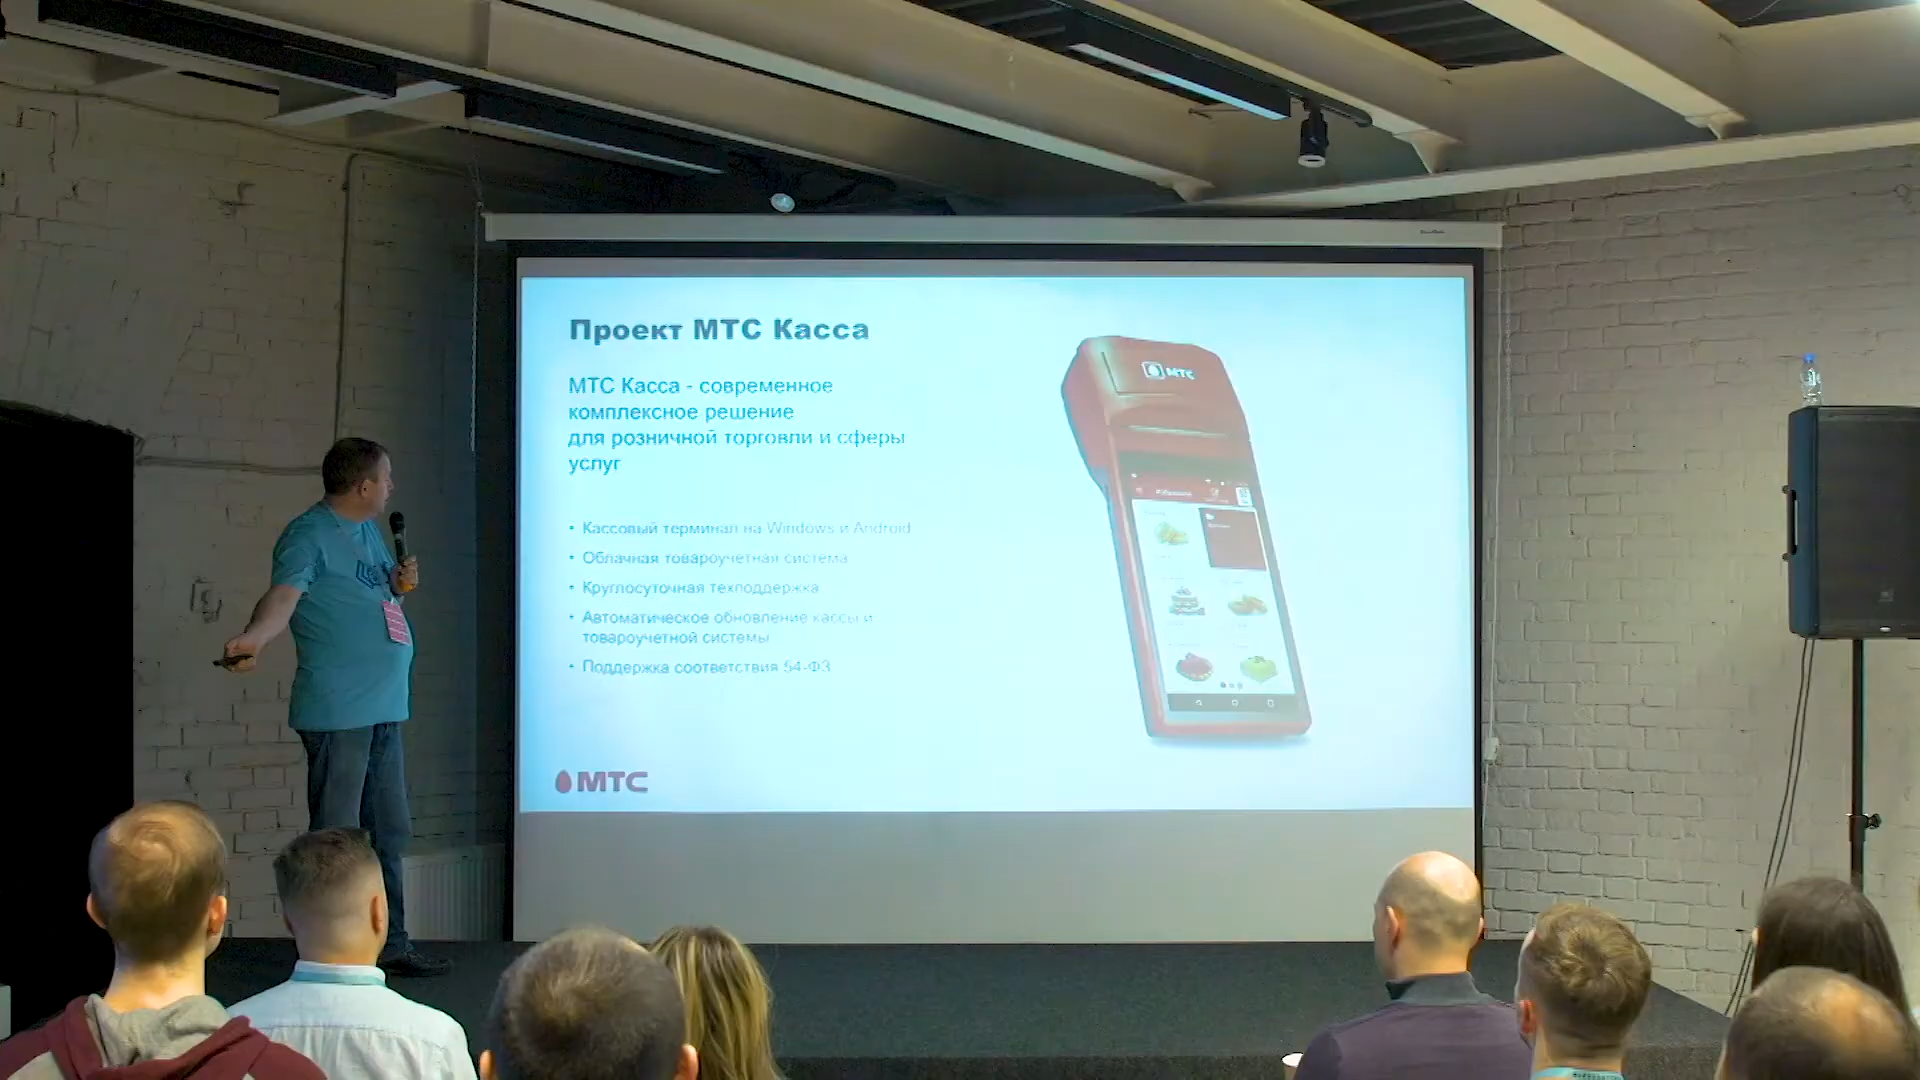 Проект МТС Касса
МТС Касса - современное
комплексное решение
для розничной торговли и сферы
услуг
• Кассовый терминал на Windows и Android
• Облачная товароучетная система
• Круглосуточная техподдержка
• Автоматическое обновление кассы и
товароучетной системы
• Поддержка соответствия 54-ФЗ
МТС
МТС